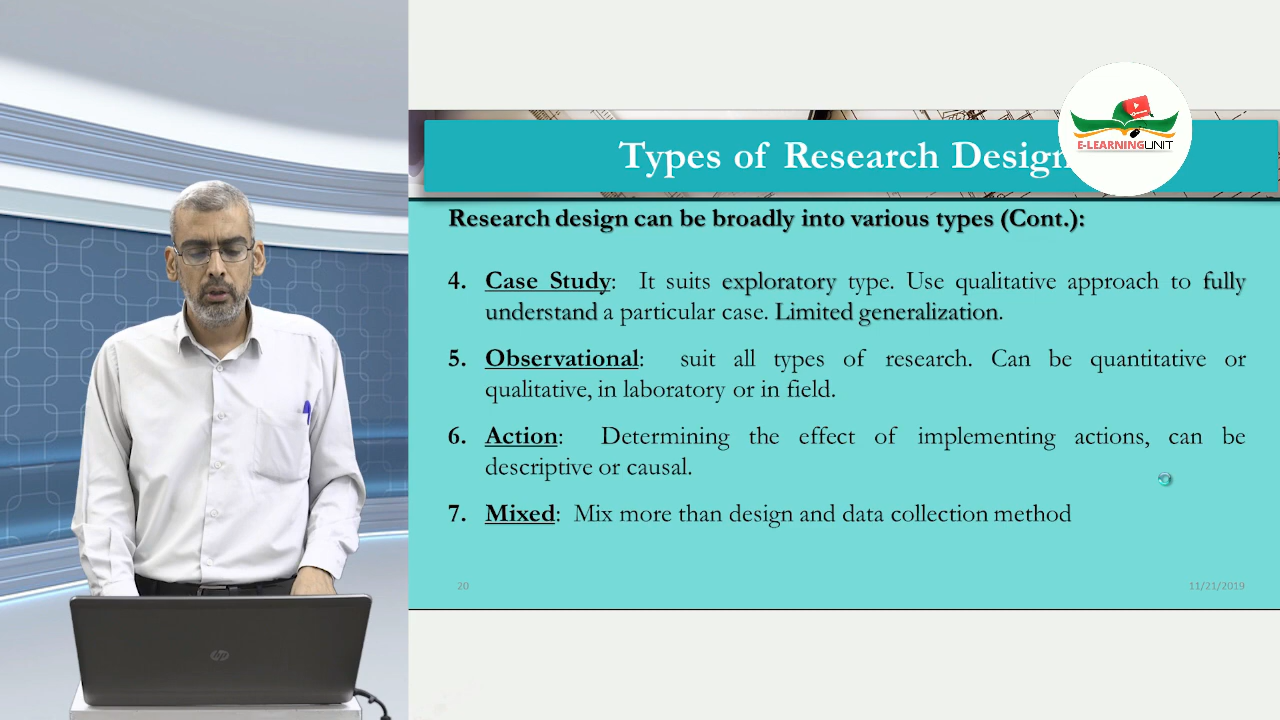 E-LEARNINGUNIT
Types of Research Design
Research design can be broadly into various types (Cont.):
4. Case Study: It suits exploratory type. Use qualitative approach to fully
understand a particular case. Limited generalization.
5. Observational: suit all types of research. Can be quantitative or
qualitative, in laboratory or in field.
6. Action: Determining the effect of implementing actions, can be
descriptive or causal.
7. Mixed: Mix more than design and data collection method
20
11/21/2019
hp